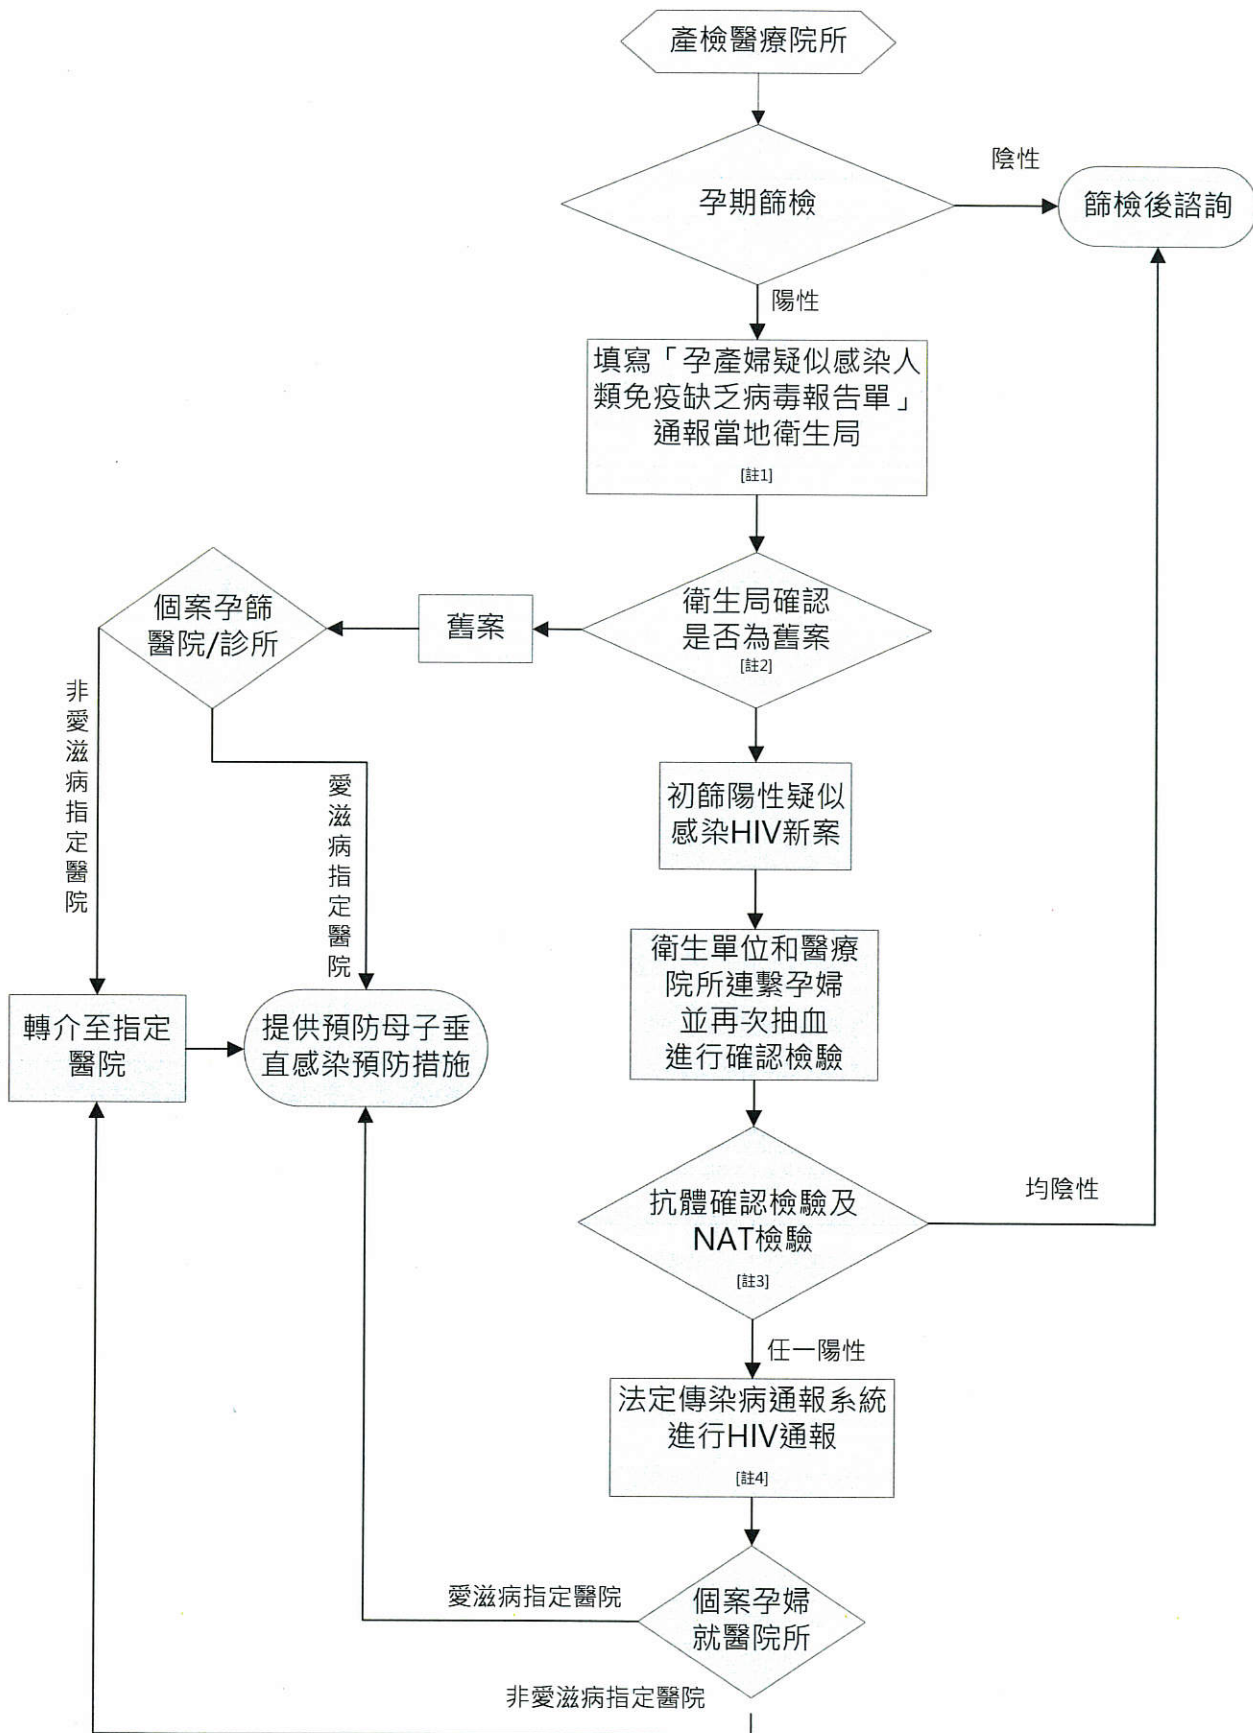 產檢醫療院所
孕期篩檢
陰性
篩檢後諮詢
陽性
填寫「孕產婦疑似感染人
類免疫缺乏病毒報告單」
通報當地衛生局
[註1]
衛生局確認
是否為舊案
[註2]
舊案
個案孕篩
醫院/診所
非愛滋病指定醫院
愛滋病指定醫院
初篩陽性疑似
感染HIV新案
衛生單位和醫療
院所連繫孕婦
並再次抽血
進行確認檢驗
轉介至指定
醫院
提供預防母子垂
直感染預防措施
抗體確認檢驗及
NAT檢驗
[註3]
均陰性
任一陽性
法定傳染病通報系統
進行HIV通報
[註4]
個案孕婦
就醫院所
愛滋病指定醫院
非愛滋病指定醫院